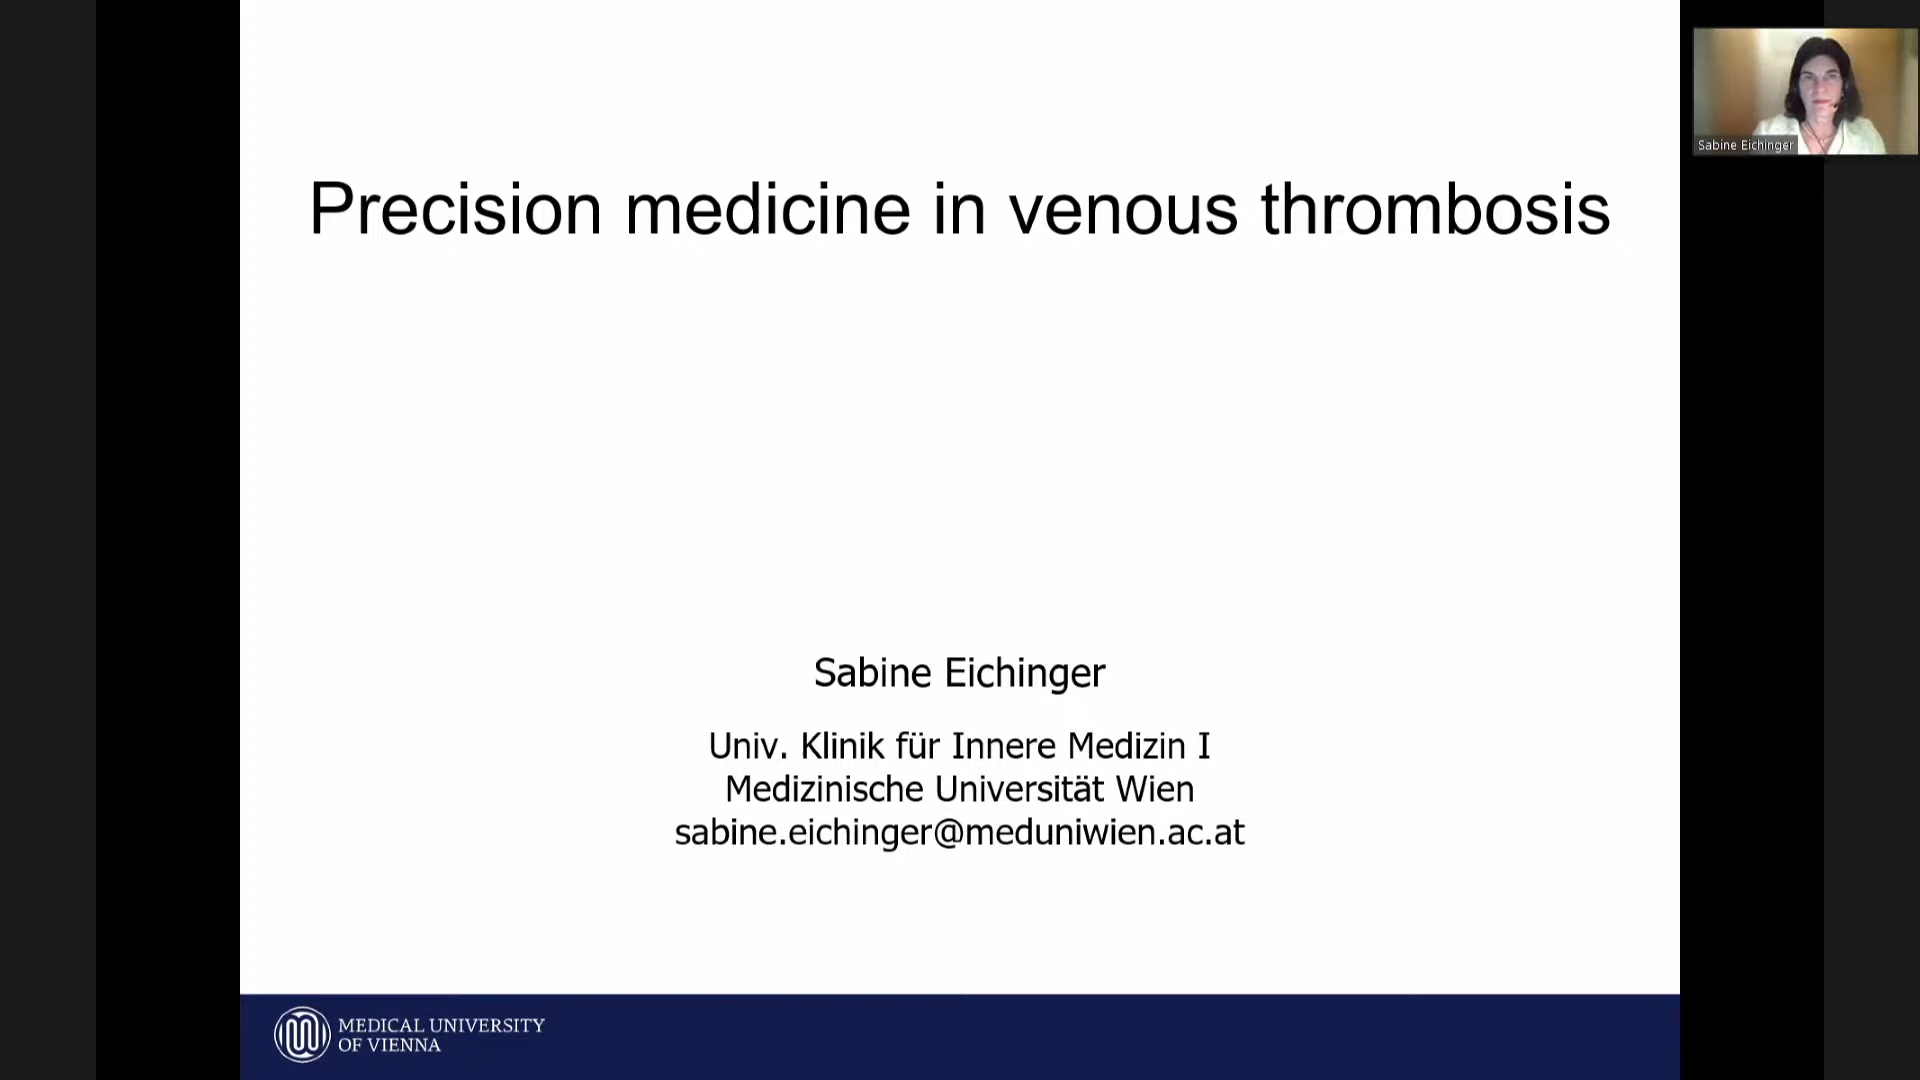 Precision medicine in venous thrombosis
Sabine Eichinger
Sabine Eichinger
Univ. Klinik für Innere Medizin I
Medizinische Universität Wien
sabine.eichinger@meduniwien.ac.at
MEDICAL UNIVERSITY
OF VIENNA